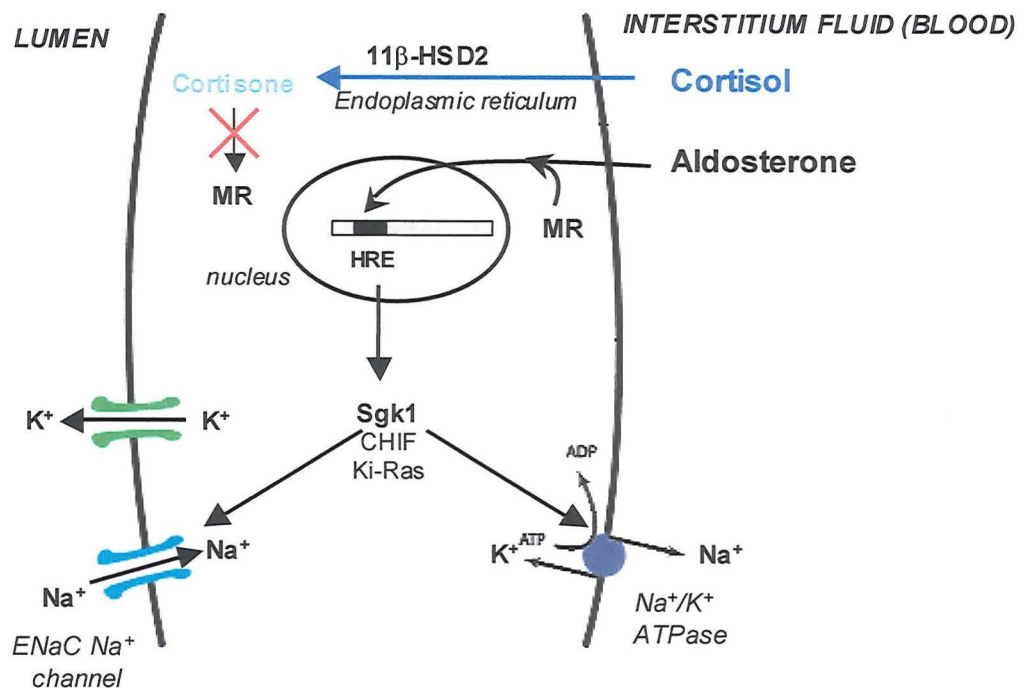 LUMEN
INTERSTITIUM FLUID (BLOOD)
11β-HSD2
Cortisone
Cortisol
Endoplasmic reticulum
Aldosterone
MR
MR
HRE
nucleus
K⁺
K⁺
Sgk1
CHIF
Ki-Ras
ADP
Na⁺
K⁺
ATP
Na⁺
Na⁺
Na⁺/K⁺
ATPase
ENaC Na⁺
channel